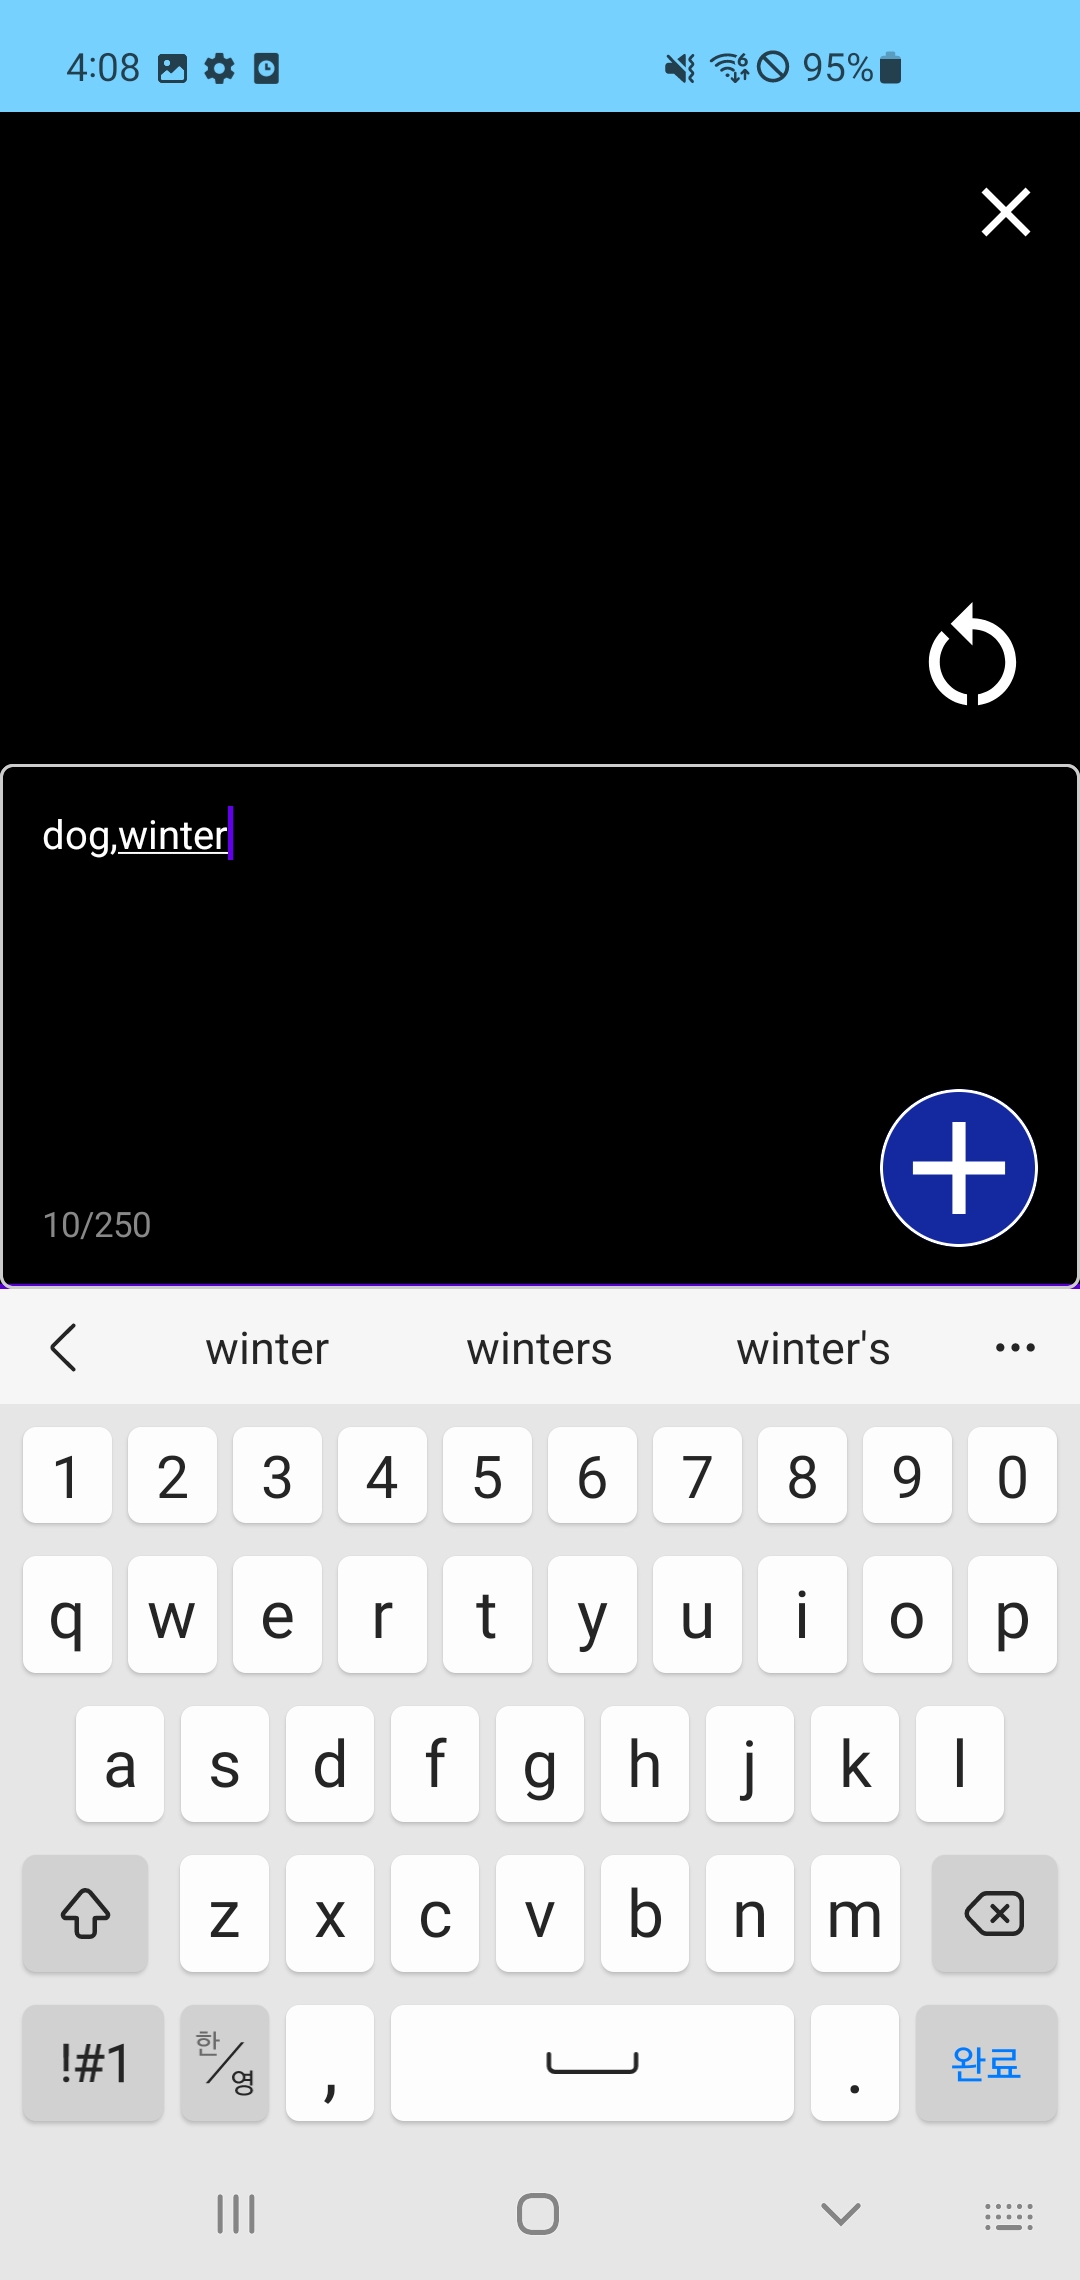 4:08 6 95%
dog,winter
10/250
winter winters winter's
1 2 3 4 5 6 7 8 9 0
q w e r t y u i o p
a s d f g h j k l
z x c v b n m
!#1 한/영 , . 완료